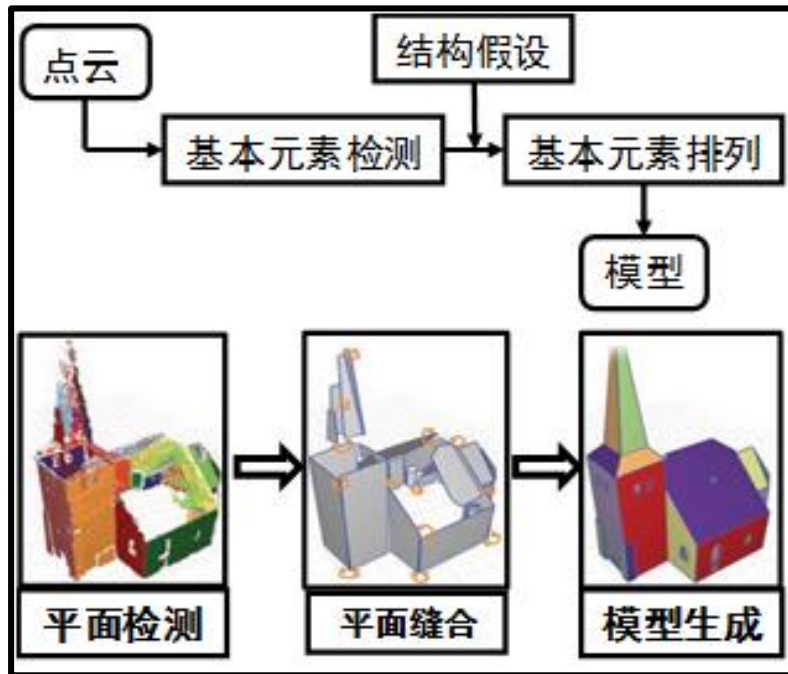 点云
结构假设
基本元素检测
基本元素排列
模型
平面检测
平面缝合
模型生成